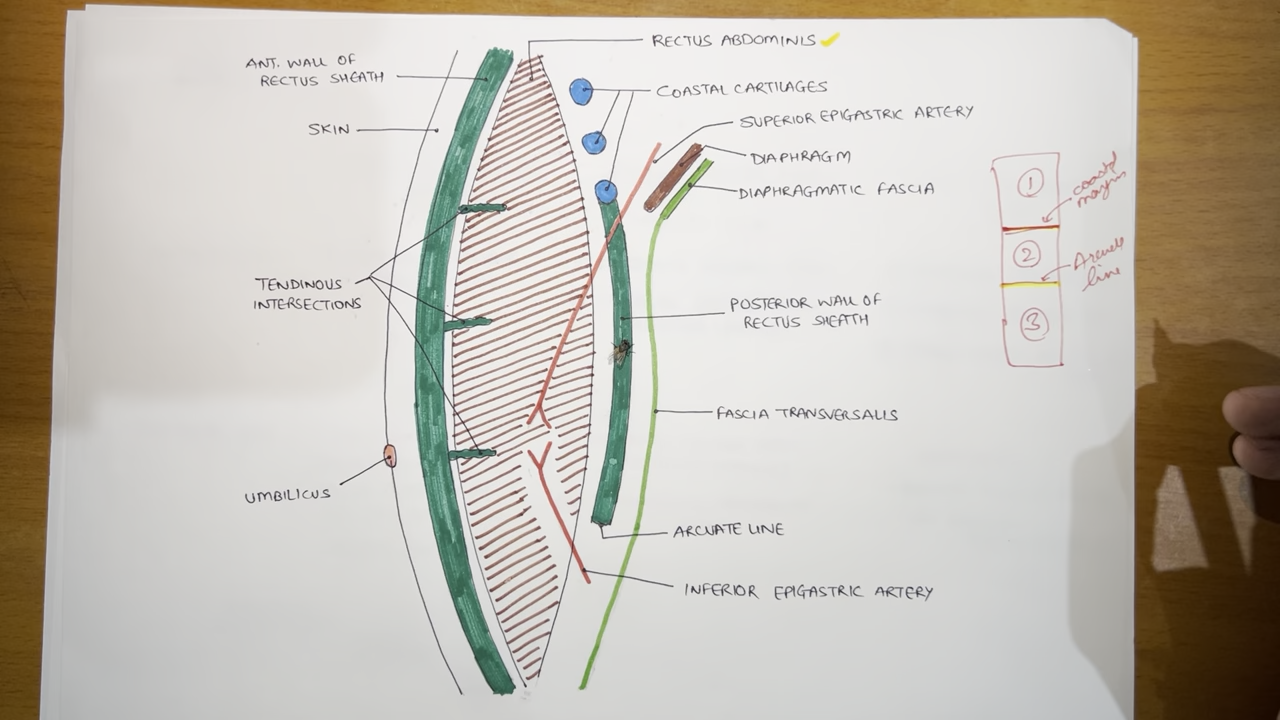 RECTUS ABDOMINIS
ANT. WALL OF
RECTUS SHEATH
COASTAL CARTILAGES
SUPERIOR EPIGASTRIC ARTERY
SKIN
DIAPHRAGM
DIAPHRAGMATIC FASCIA
TENDINOUS
INTERSECTIONS
POSTERIOR WALL OF
RECTUS SHEATH
FASCIA TRANSVERSALIS
UMBILICUS
ARCUATE LINE
INFERIOR EPIGASTRIC ARTERY
1
coastal
margin
2
Arcuate
line
3